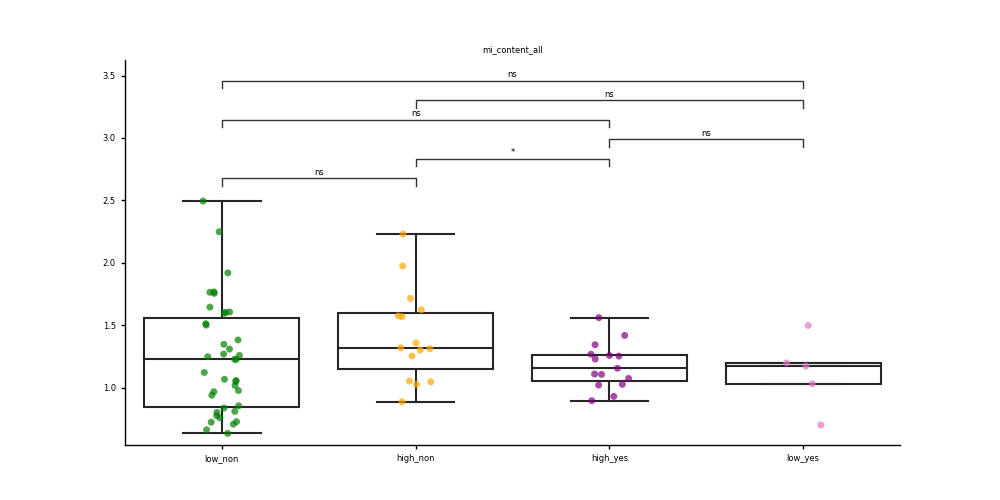 mi_content_all
3.5
3.0
2.5
2.0
1.5
1.0
ns
ns
ns
ns
*
ns
low_non
high_non
high_yes
low_yes